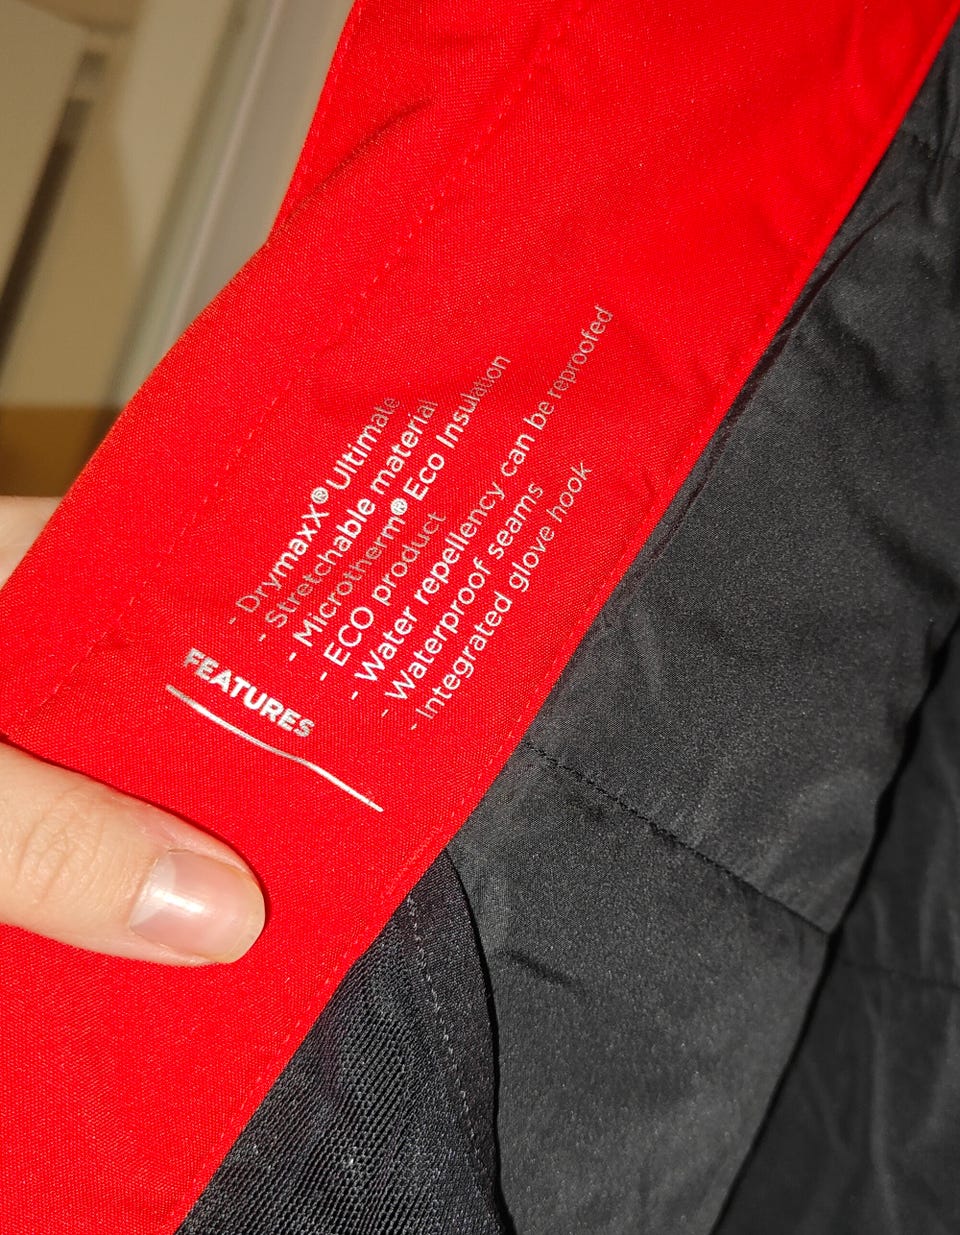 FEATURES
- DrymaxX® Ultimate
- Stretchable material
- Microtherm® Eco Insulation
- ECO product
- Water repellency can be reproofed
- Waterproof seams
- Integrated glove hook